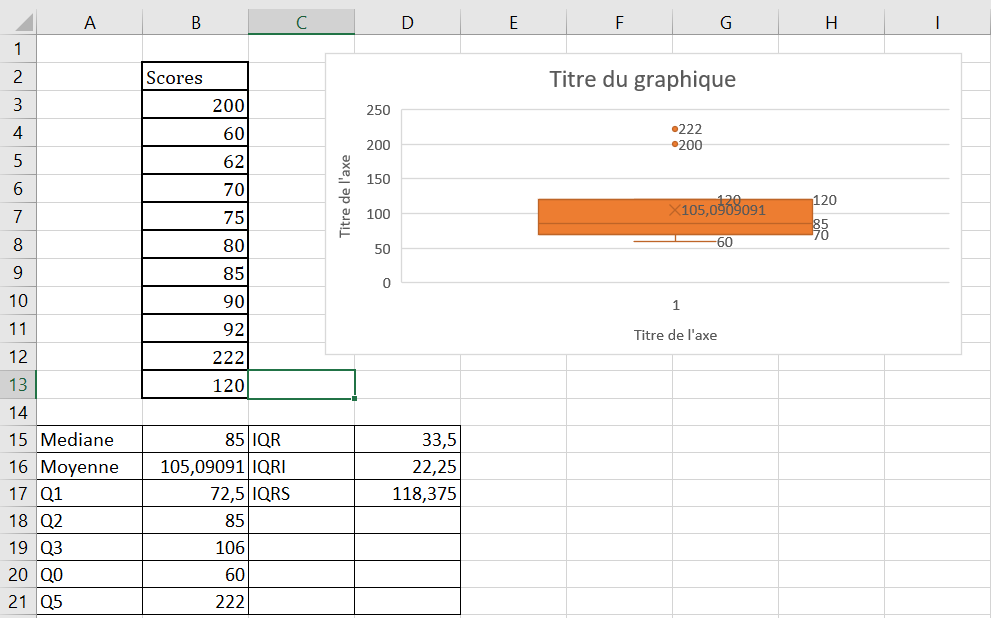 A B C D E F G H I
1
2 Scores
3 200
4 60
5 62
6 70
7 75
8 80
9 85
10 90
11 92
12 222
13 120
14
15 Mediane 85 IQR 33,5
16 Moyenne 105,09091 IQRI 22,25
17 Q1 72,5 IQRS 118,375
18 Q2 85
19 Q3 106
20 Q0 60
21 Q5 222
Titre du graphique
Titre de l'axe
250
200
150
100
50
0
222
200
120 120
105,0909091
85
70
60
1
Titre de l'axe